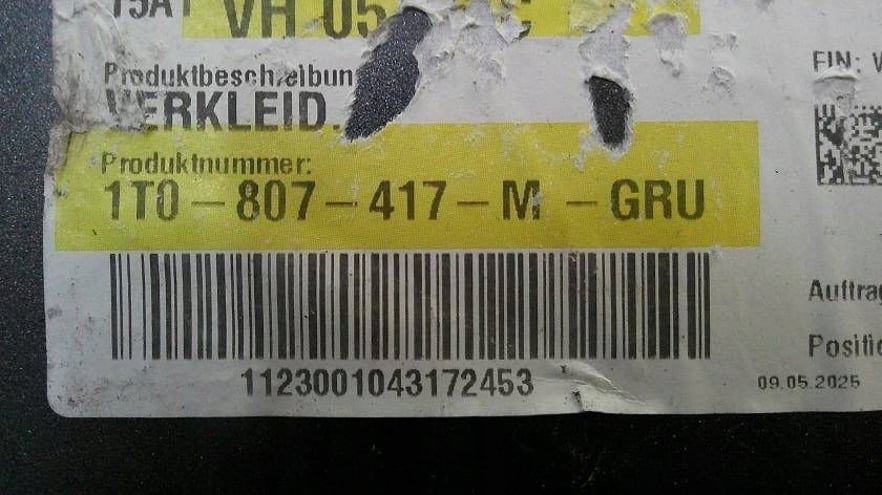 VH 05
Produktbeschreibun
VERKLEID.
FIN:
Produktnummer:
1T0-807-417-M -GRU
1123001043172453
Auftra
Positi
09.05.2025